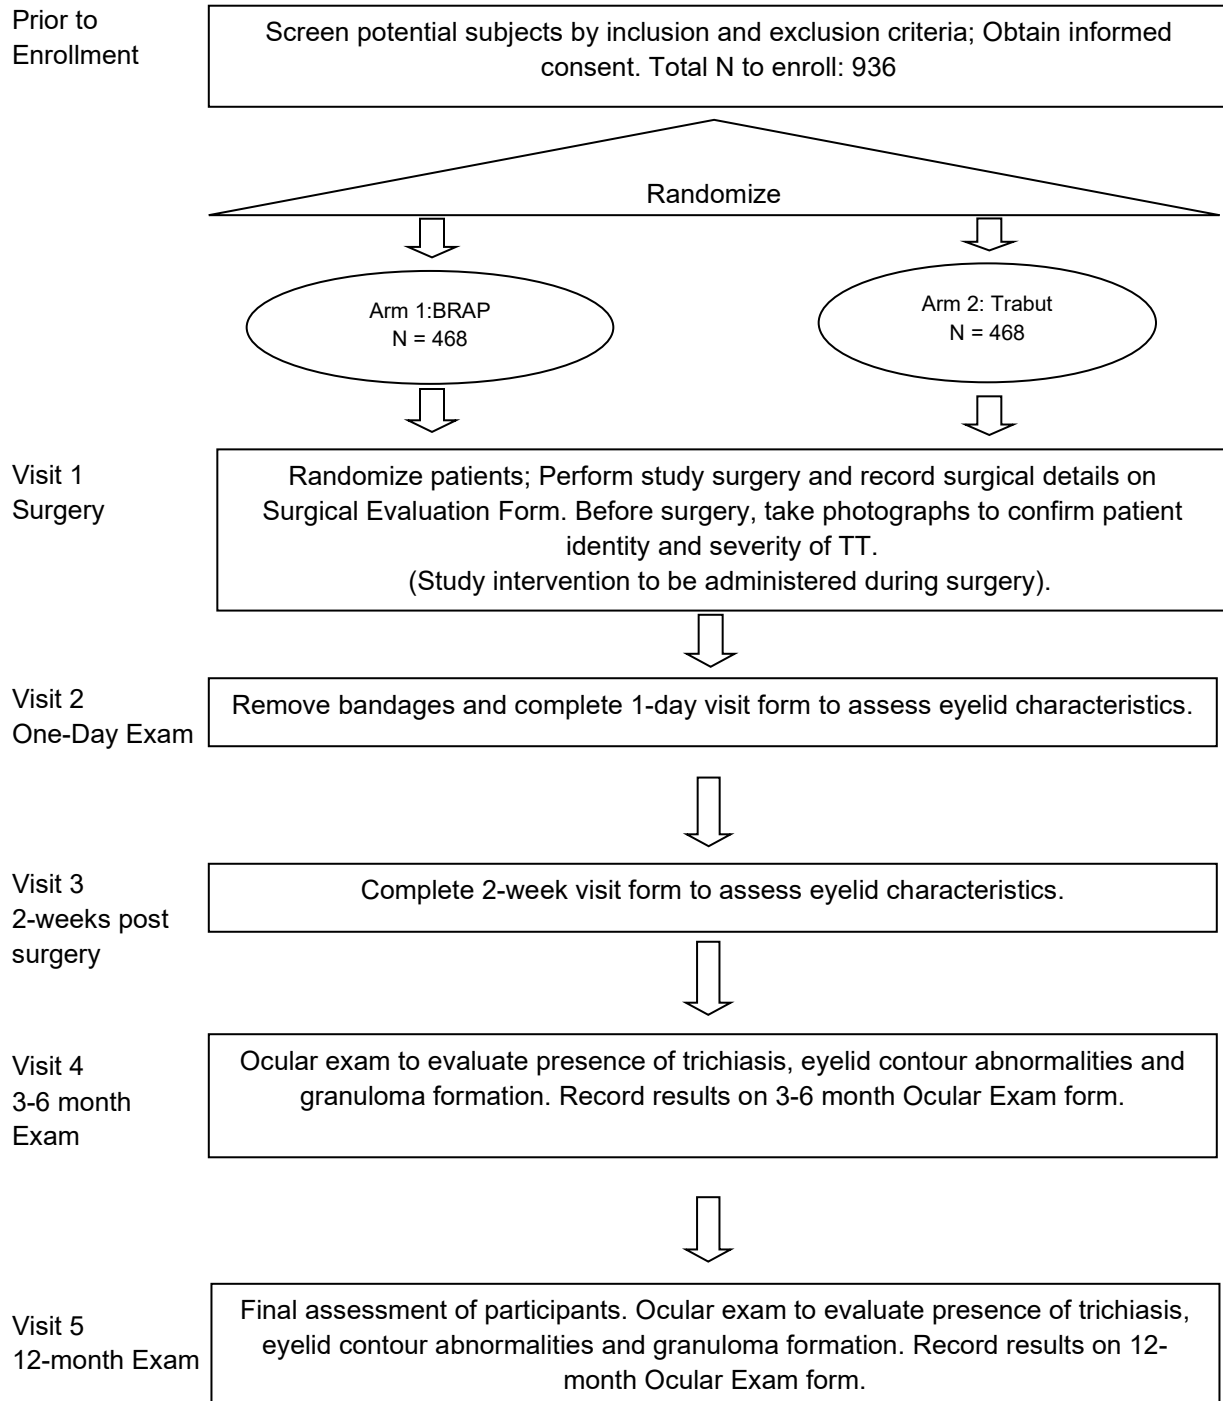 Prior to
Enrollment
Screen potential subjects by inclusion and exclusion criteria; Obtain informed
consent. Total N to enroll: 936
Randomize
Arm 1:BRAP
N = 468
Arm 2: Trabut
N = 468
Visit 1
Surgery
Randomize patients; Perform study surgery and record surgical details on
Surgical Evaluation Form. Before surgery, take photographs to confirm patient
identity and severity of TT.
(Study intervention to be administered during surgery).
Visit 2
One-Day Exam
Remove bandages and complete 1-day visit form to assess eyelid characteristics.
Visit 3
2-weeks post
surgery
Complete 2-week visit form to assess eyelid characteristics.
Visit 4
3-6 month
Exam
Ocular exam to evaluate presence of trichiasis, eyelid contour abnormalities and
granuloma formation. Record results on 3-6 month Ocular Exam form.
Visit 5
12-month Exam
Final assessment of participants. Ocular exam to evaluate presence of trichiasis,
eyelid contour abnormalities and granuloma formation. Record results on 12-
month Ocular Exam form.